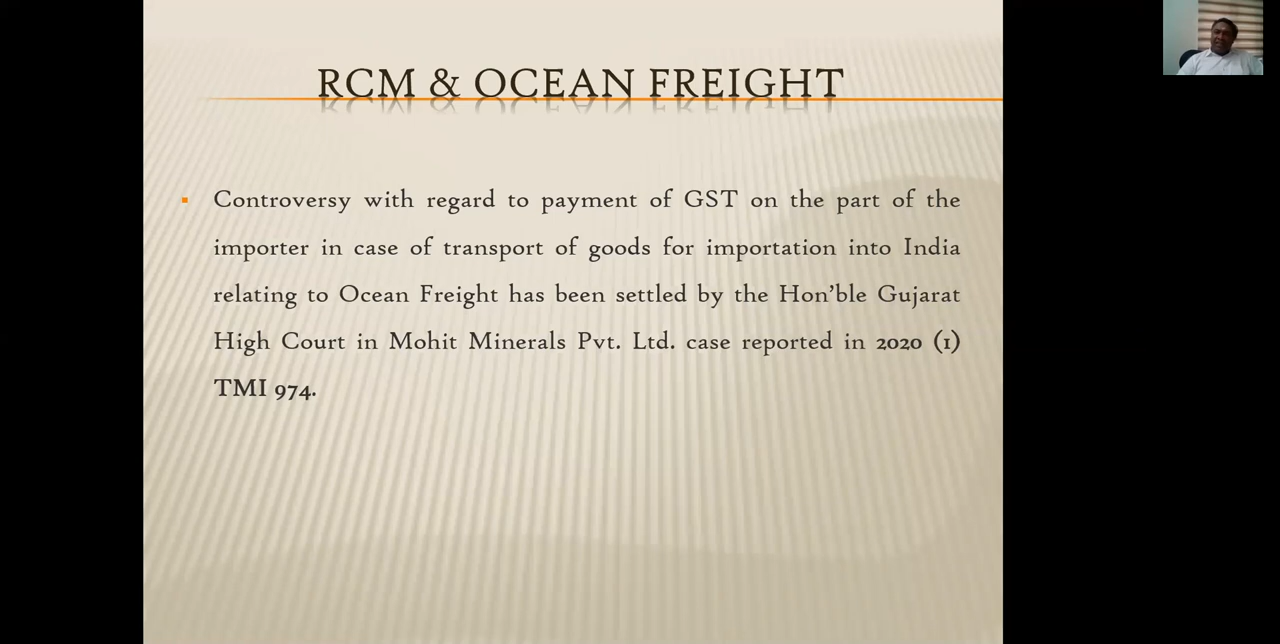 RCM & OCEAN FREIGHT
Controversy with regard to payment of GST on the part of the
importer in case of transport of goods for importation into India
relating to Ocean Freight has been settled by the Hon’ble Gujarat
High Court in Mohit Minerals Pvt. Ltd. case reported in 2020 (1)
TMI 974.